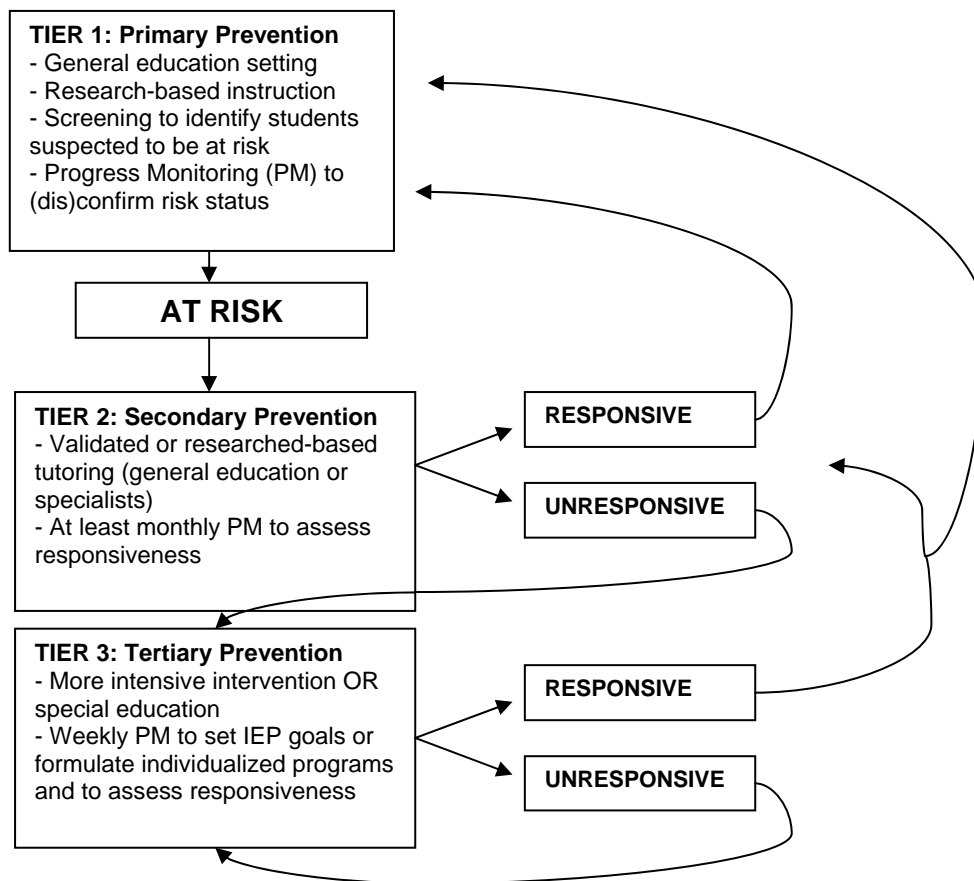 TIER 1: Primary Prevention
- General education setting
- Research-based instruction
- Screening to identify students
suspected to be at risk
- Progress Monitoring (PM) to
(dis)confirm risk status
AT RISK
TIER 2: Secondary Prevention
- Validated or researched-based
tutoring (general education or
specialists)
- At least monthly PM to assess
responsiveness
RESPONSIVE
UNRESPONSIVE
TIER 3: Tertiary Prevention
- More intensive intervention OR
special education
- Weekly PM to set IEP goals or
formulate individualized programs
and to assess responsiveness
RESPONSIVE
UNRESPONSIVE